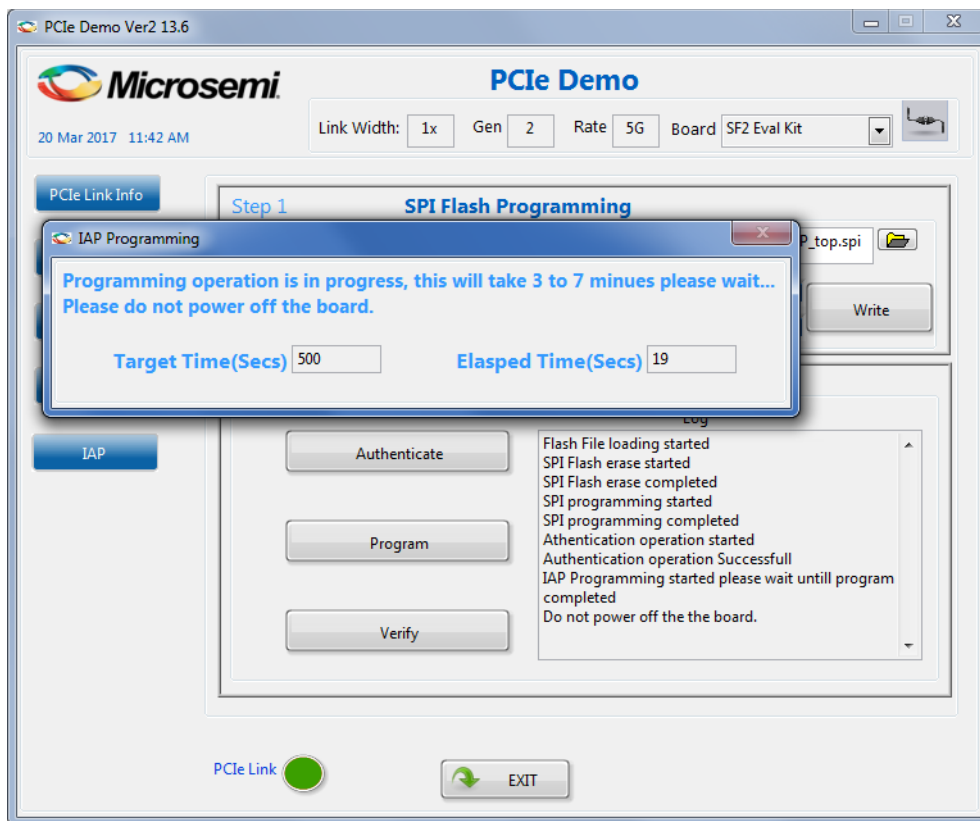 PCIe Demo Ver2 13.6
Microsemi.
PCIe Demo
20 Mar 2017 11:42 AM
Link Width: 1x Gen 2 Rate 5G Board SF2 Eval Kit
PCIe Link Info
Step 1 SPI Flash Programming
IAP Programming
P_top.spi
Programming operation is in progress, this will take 3 to 7 minues please wait...
Please do not power off the board.
Write
Target Time(Secs) 500 Elasped Time(Secs) 19
Log
IAP
Authenticate
Program
Verify
Flash File loading started
SPI Flash erase started
SPI Flash erase completed
SPI programming started
SPI programming completed
Athentication operation started
Authentication operation Successfull
IAP Programming started please wait untill program
completed
Do not power off the the board.
PCIe Link
EXIT